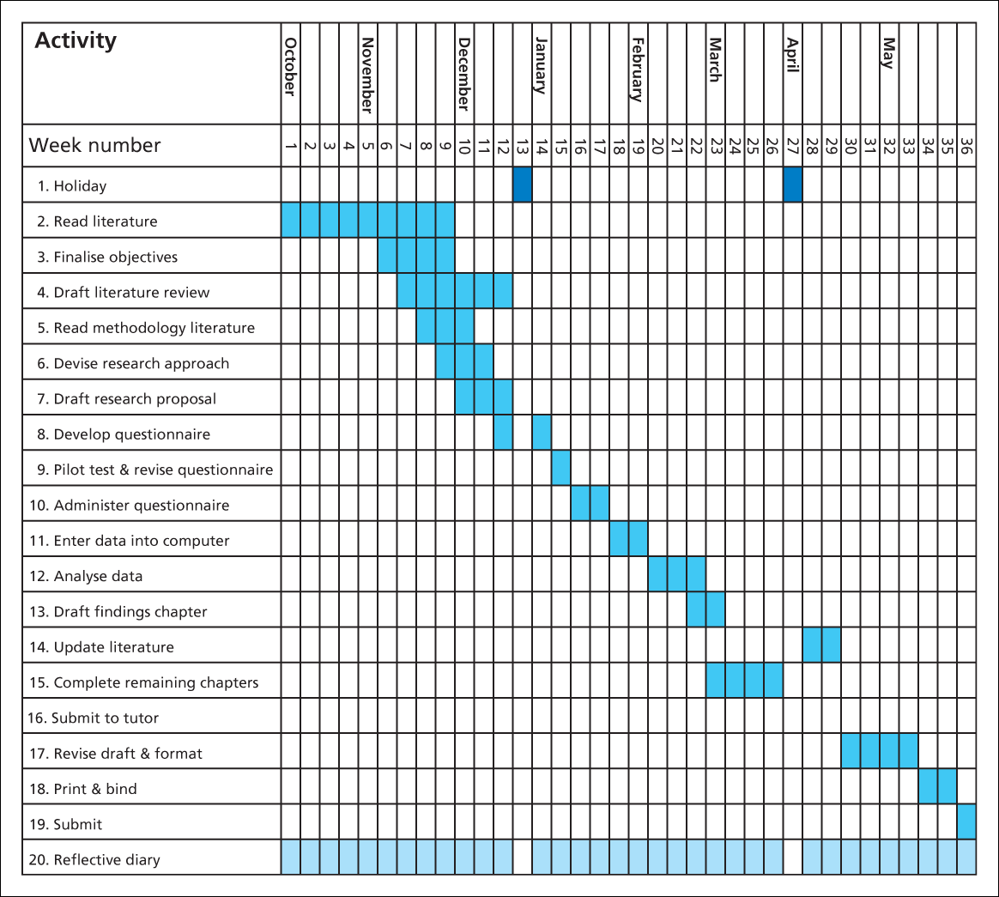 Activity
October
November
December
January
February
March
April
May
Week number
1 2 3 4 5 6 7 8 9 10 11 12 13 14 15 16 17 18 19 20 21 22 23 24 25 26 27 28 29 30 31 32 33 34 35 36
1. Holiday
2. Read literature
3. Finalise objectives
4. Draft literature review
5. Read methodology literature
6. Devise research approach
7. Draft research proposal
8. Develop questionnaire
9. Pilot test & revise questionnaire
10. Administer questionnaire
11. Enter data into computer
12. Analyse data
13. Draft findings chapter
14. Update literature
15. Complete remaining chapters
16. Submit to tutor
17. Revise draft & format
18. Print & bind
19. Submit
20. Reflective diary